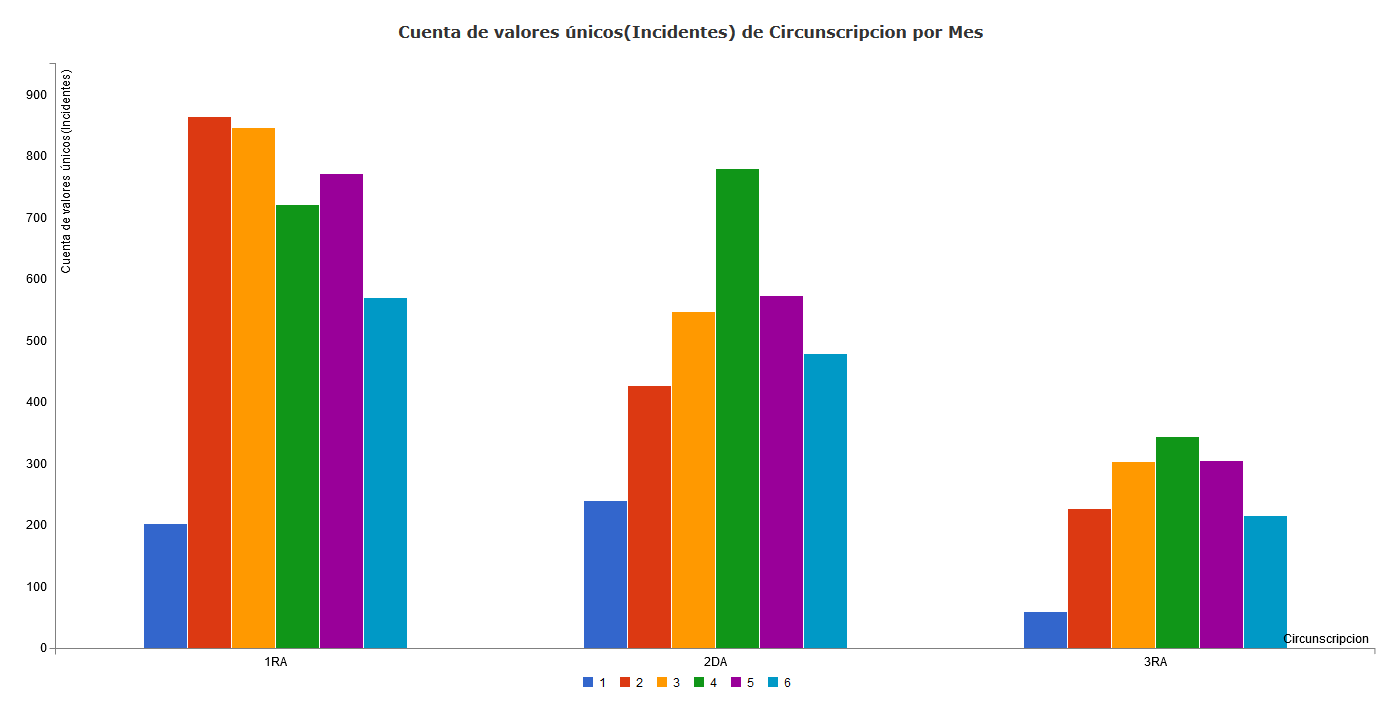 Cuenta de valores únicos(Incidentes) de Circunscripcion por Mes
Cuenta de valores únicos(Incidentes)
900
800
700
600
500
400
300
200
100
0
Circunscripcion
1RA 2DA 3RA
1 2 3 4 5 6